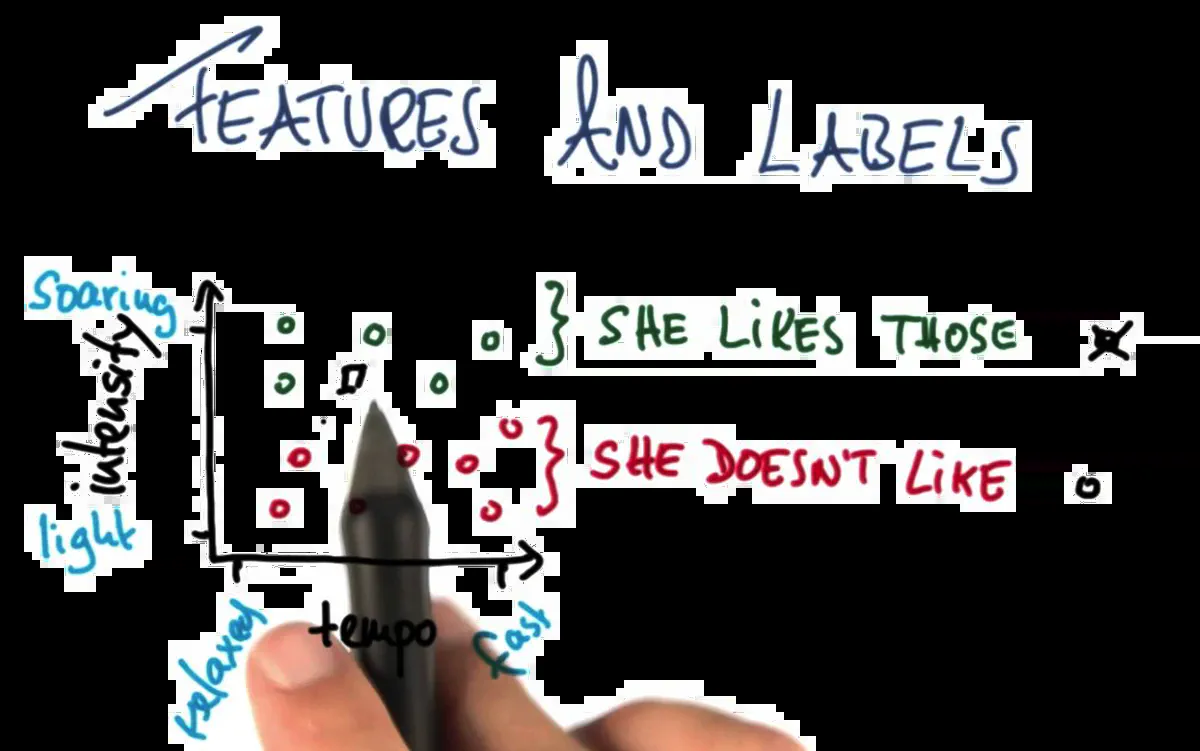 FEATURES AND LABELS
Soaring
intensity
light
SHE LIKES THOSE
SHE DOESN'T LIKE
relaxed
tempo
fast